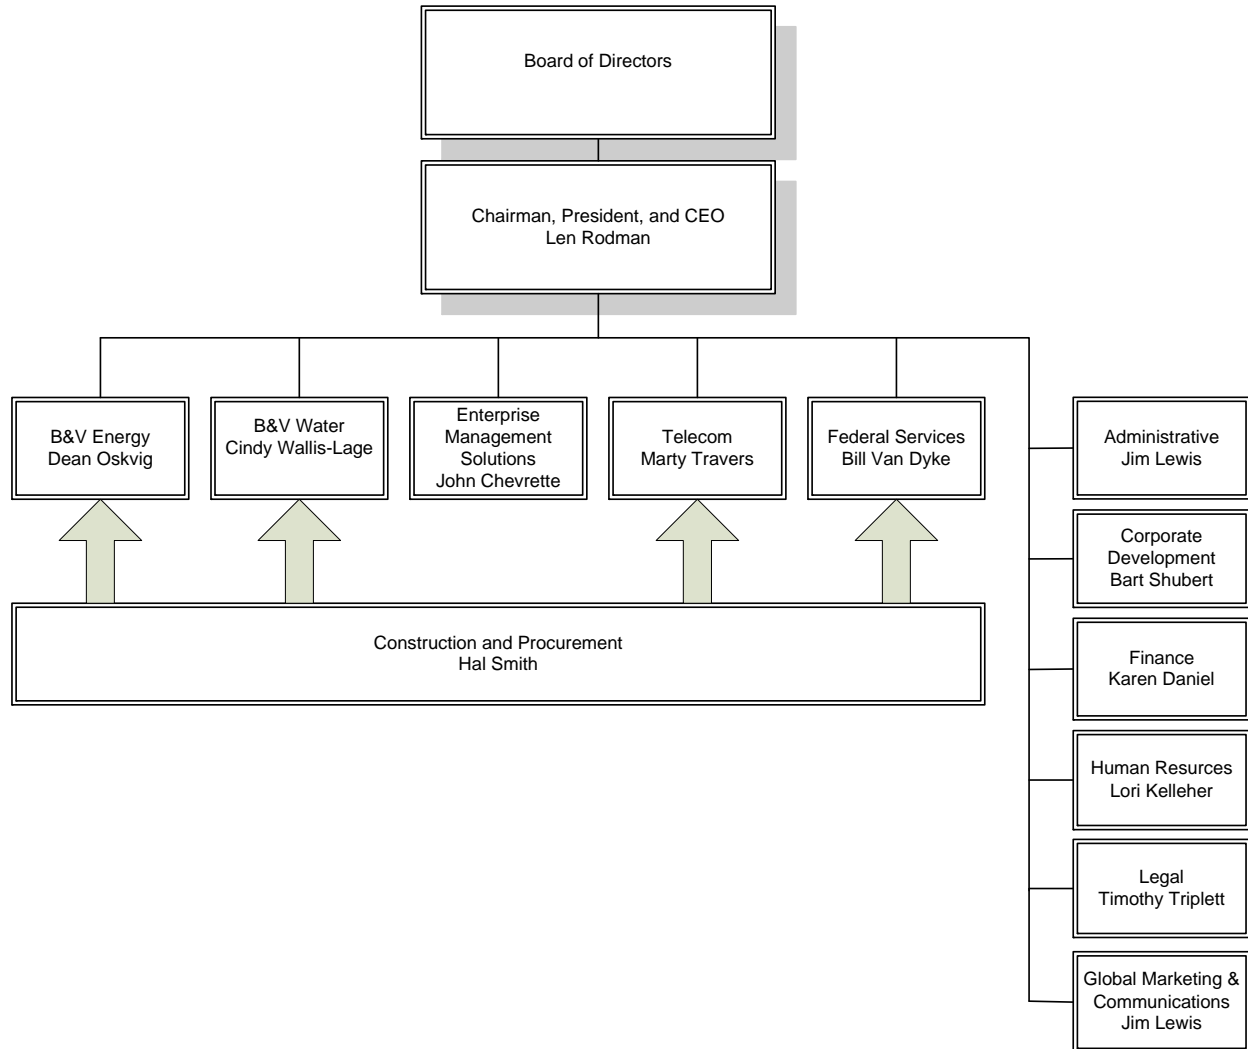 Board of Directors
Chairman, President, and CEO
Len Rodman
B&V Energy
Dean Oskvig
B&V Water
Cindy Wallis-Lage
Enterprise
Management
Solutions
John Chevrette
Telecom
Marty Travers
Federal Services
Bill Van Dyke
Construction and Procurement
Hal Smith
Administrative
Jim Lewis
Corporate
Development
Bart Shubert
Finance
Karen Daniel
Human Resurces
Lori Kelleher
Legal
Timothy Triplett
Global Marketing &
Communications
Jim Lewis